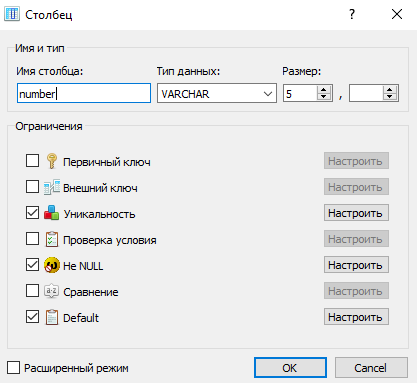 Столбец
Имя и тип
Имя столбца: Тип данных: Размер:
number VARCHAR 5 ,
Ограничения
Первичный ключ Настроить
Внешний ключ Настроить
Уникальность Настроить
Проверка условия Настроить
Не NULL Настроить
a-z Сравнение Настроить
Default Настроить
Расширенный режим OK Cancel